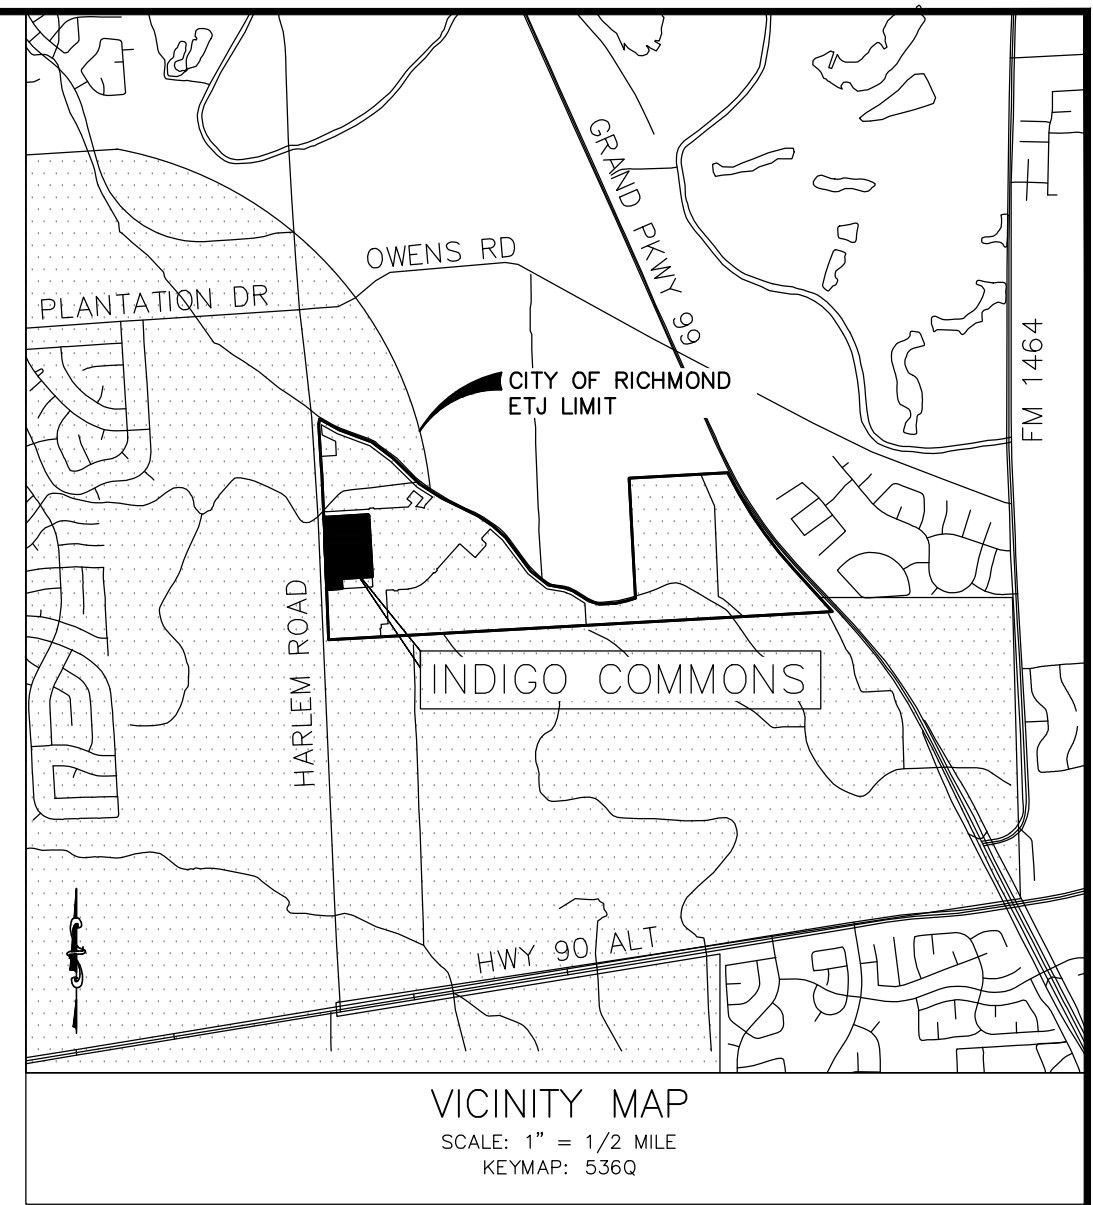 GRAND PKWY 99
OWENS RD
PLANTATION DR
FM 1464
CITY OF RICHMOND
ETJ LIMIT
HARLEM ROAD
INDIGO COMMONS
HWY 90 ALT
VICINITY MAP
SCALE: 1" = 1/2 MILE
KEYMAP: 536Q